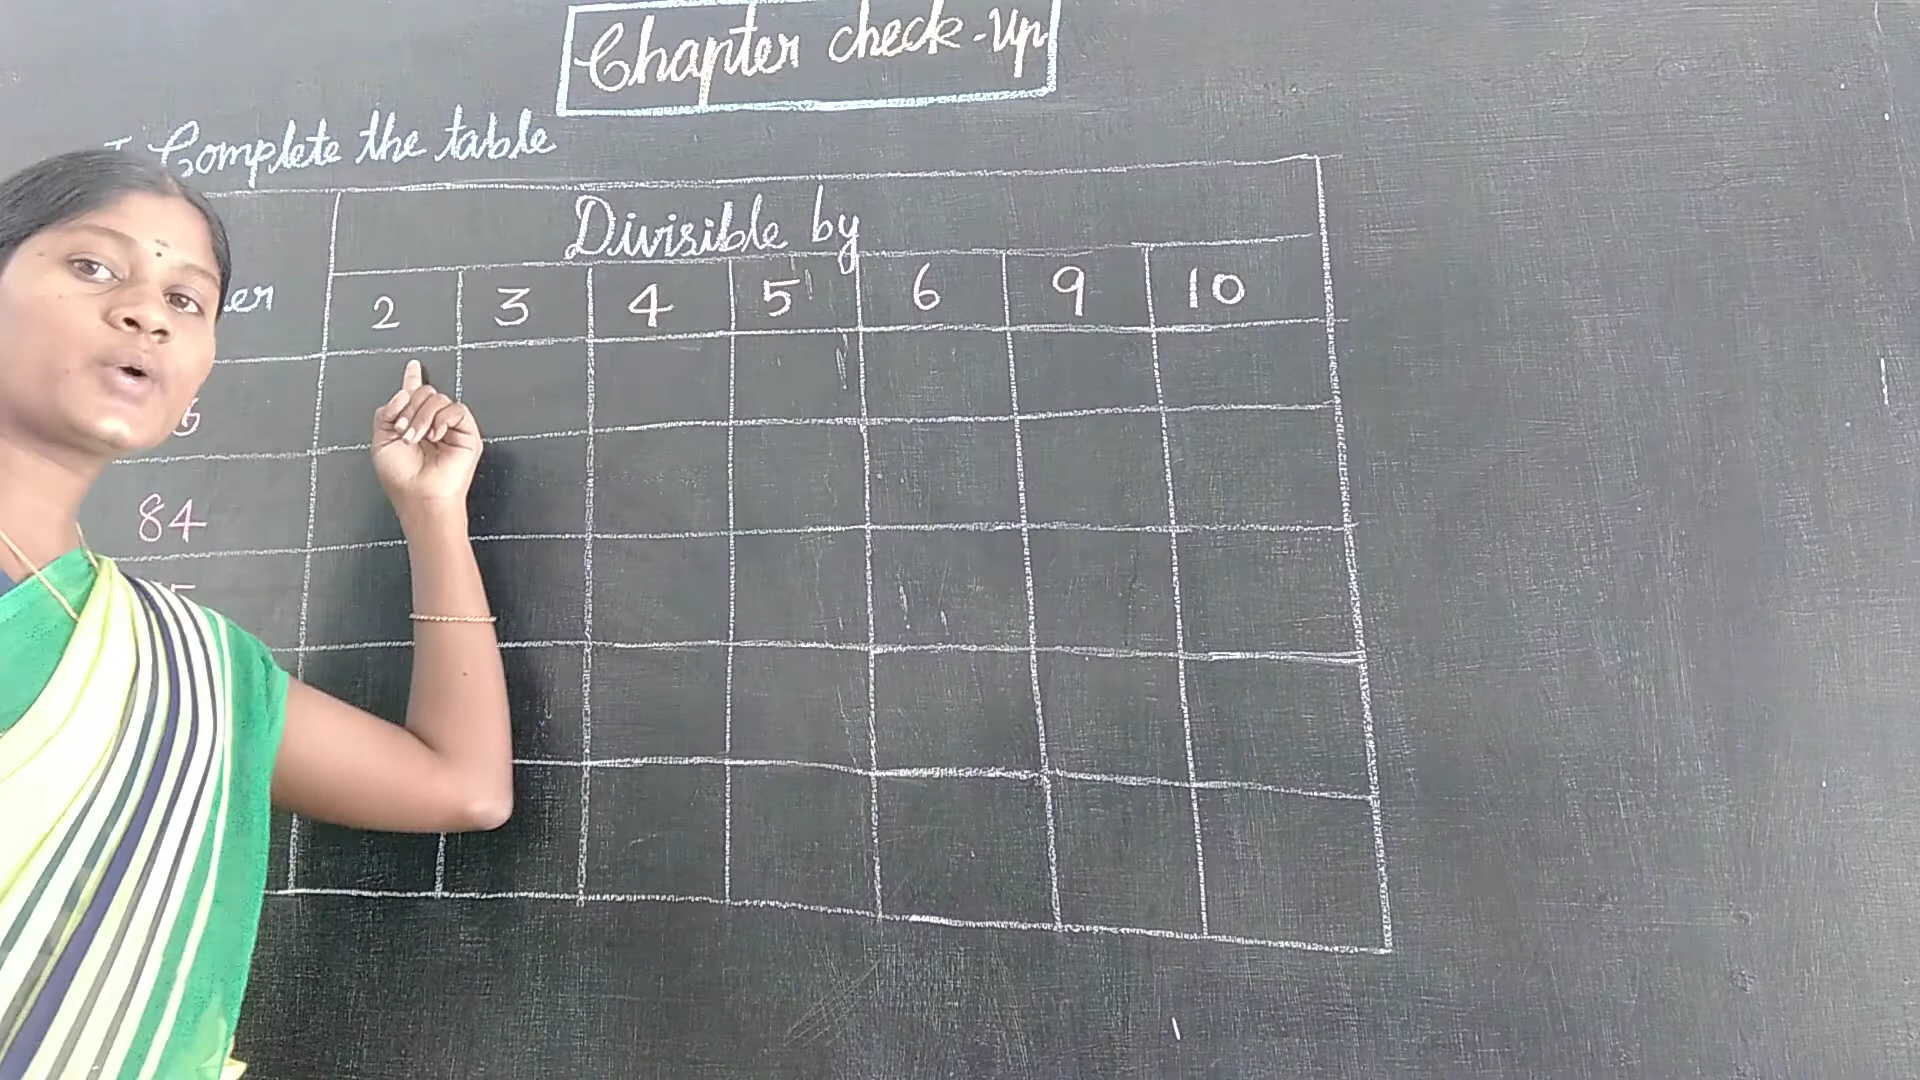 Chapter check-up
I. Complete the table
Divisible by
2 3 4 5 6 9 10
84